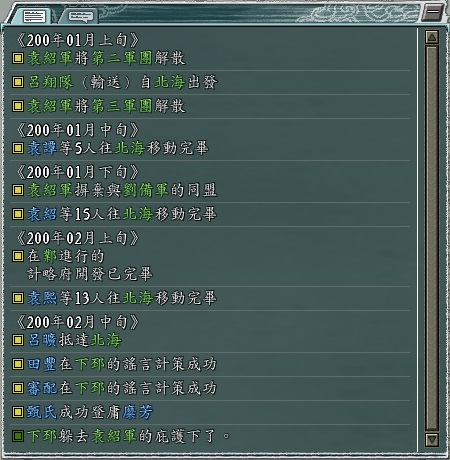 《200年01月上旬》
袁紹軍將第二軍團解散
呂翔隊（輸送）自北海出發
袁紹軍將第三軍團解散
《200年01月中旬》
袁譚等5人往北海移動完畢
《200年01月下旬》
袁紹軍摒棄與劉備軍的同盟
袁紹等15人往北海移動完畢
《200年02月上旬》
在鄴進行的
計略府開發已完畢
袁熙等13人往北海移動完畢
《200年02月中旬》
呂曠抵達北海
田豐在下邳的謠言計策成功
審配在下邳的謠言計策成功
甄氏成功登庸糜芳
下邳躲去袁紹軍的庇護下了。